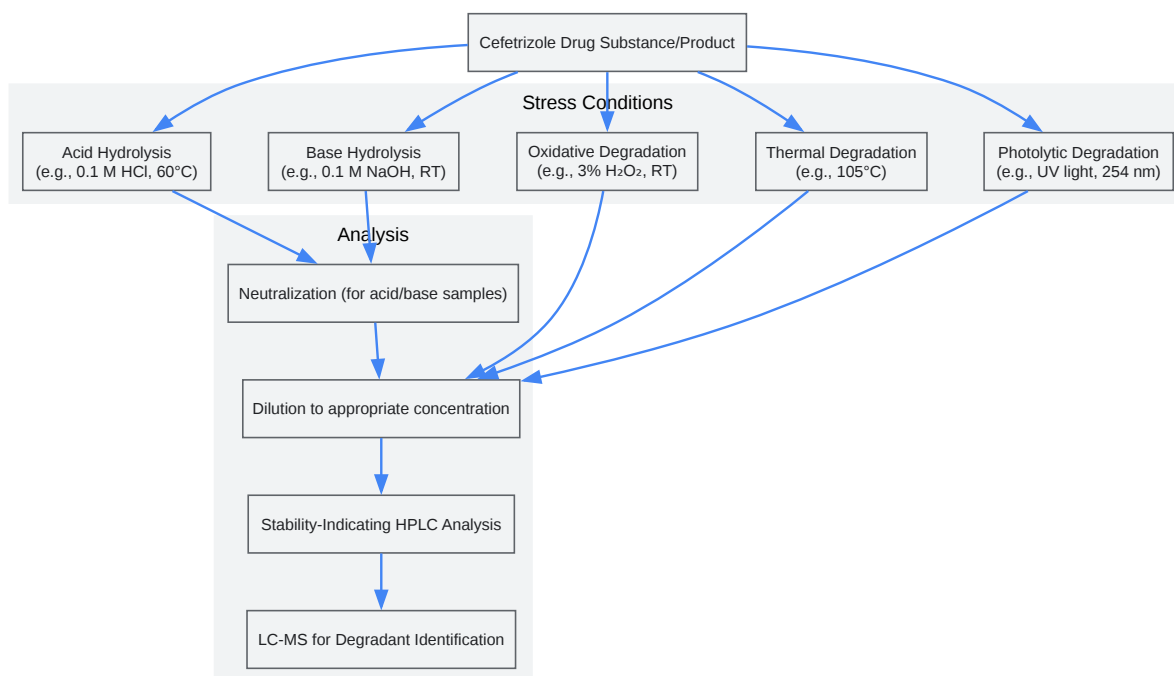 Cefetrizole Drug Substance/Product
Stress Conditions
Acid Hydrolysis
(e.g., 0.1 M HCl, 60°C)
Base Hydrolysis
(e.g., 0.1 M NaOH, RT)
Oxidative Degradation
(e.g., 3% H₂O₂, RT)
Thermal Degradation
(e.g., 105°C)
Photolytic Degradation
(e.g., UV light, 254 nm)
Analysis
Neutralization (for acid/base samples)
Dilution to appropriate concentration
Stability-Indicating HPLC Analysis
LC-MS for Degradant Identification